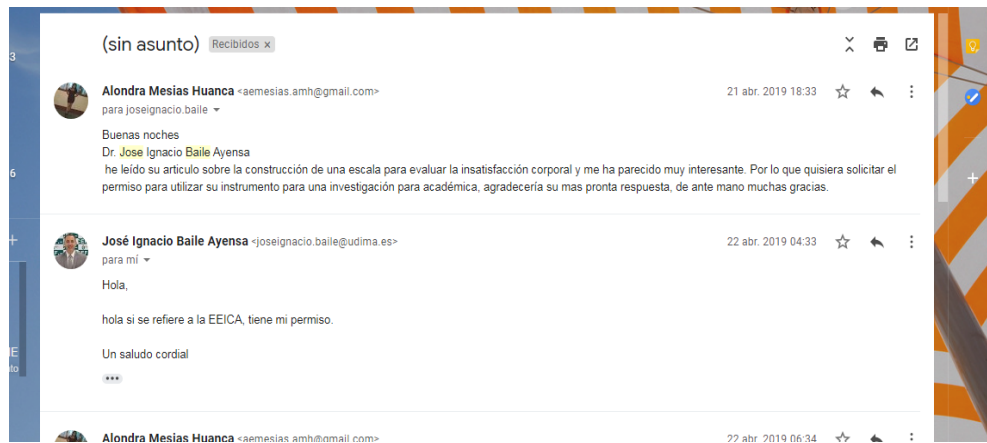 (sin asunto) Recibidos x
3
Alondra Mesias Huanca <aemesias.amh@gmail.com> 21 abr. 2019 18:33
para joseignacio.baile
Buenas noches
Dr. Jose Ignacio Baile Ayensa
he leído su articulo sobre la construcción de una escala para evaluar la insatisfacción corporal y me ha parecido muy interesante. Por lo que quisiera solicitar el
6
permiso para utilizar su instrumento para una investigación para académica, agradecería su mas pronta respuesta, de ante mano muchas gracias.
José Ignacio Baile Ayensa <joseignacio.baile@udima.es> 22 abr. 2019 04:33
para mí
Hola,
hola si se refiere a la EEICA, tiene mi permiso.
Un saludo cordial
Alondra Mesias Huanca <aemesias.amh@gmail.com> 22 abr. 2019 06:34